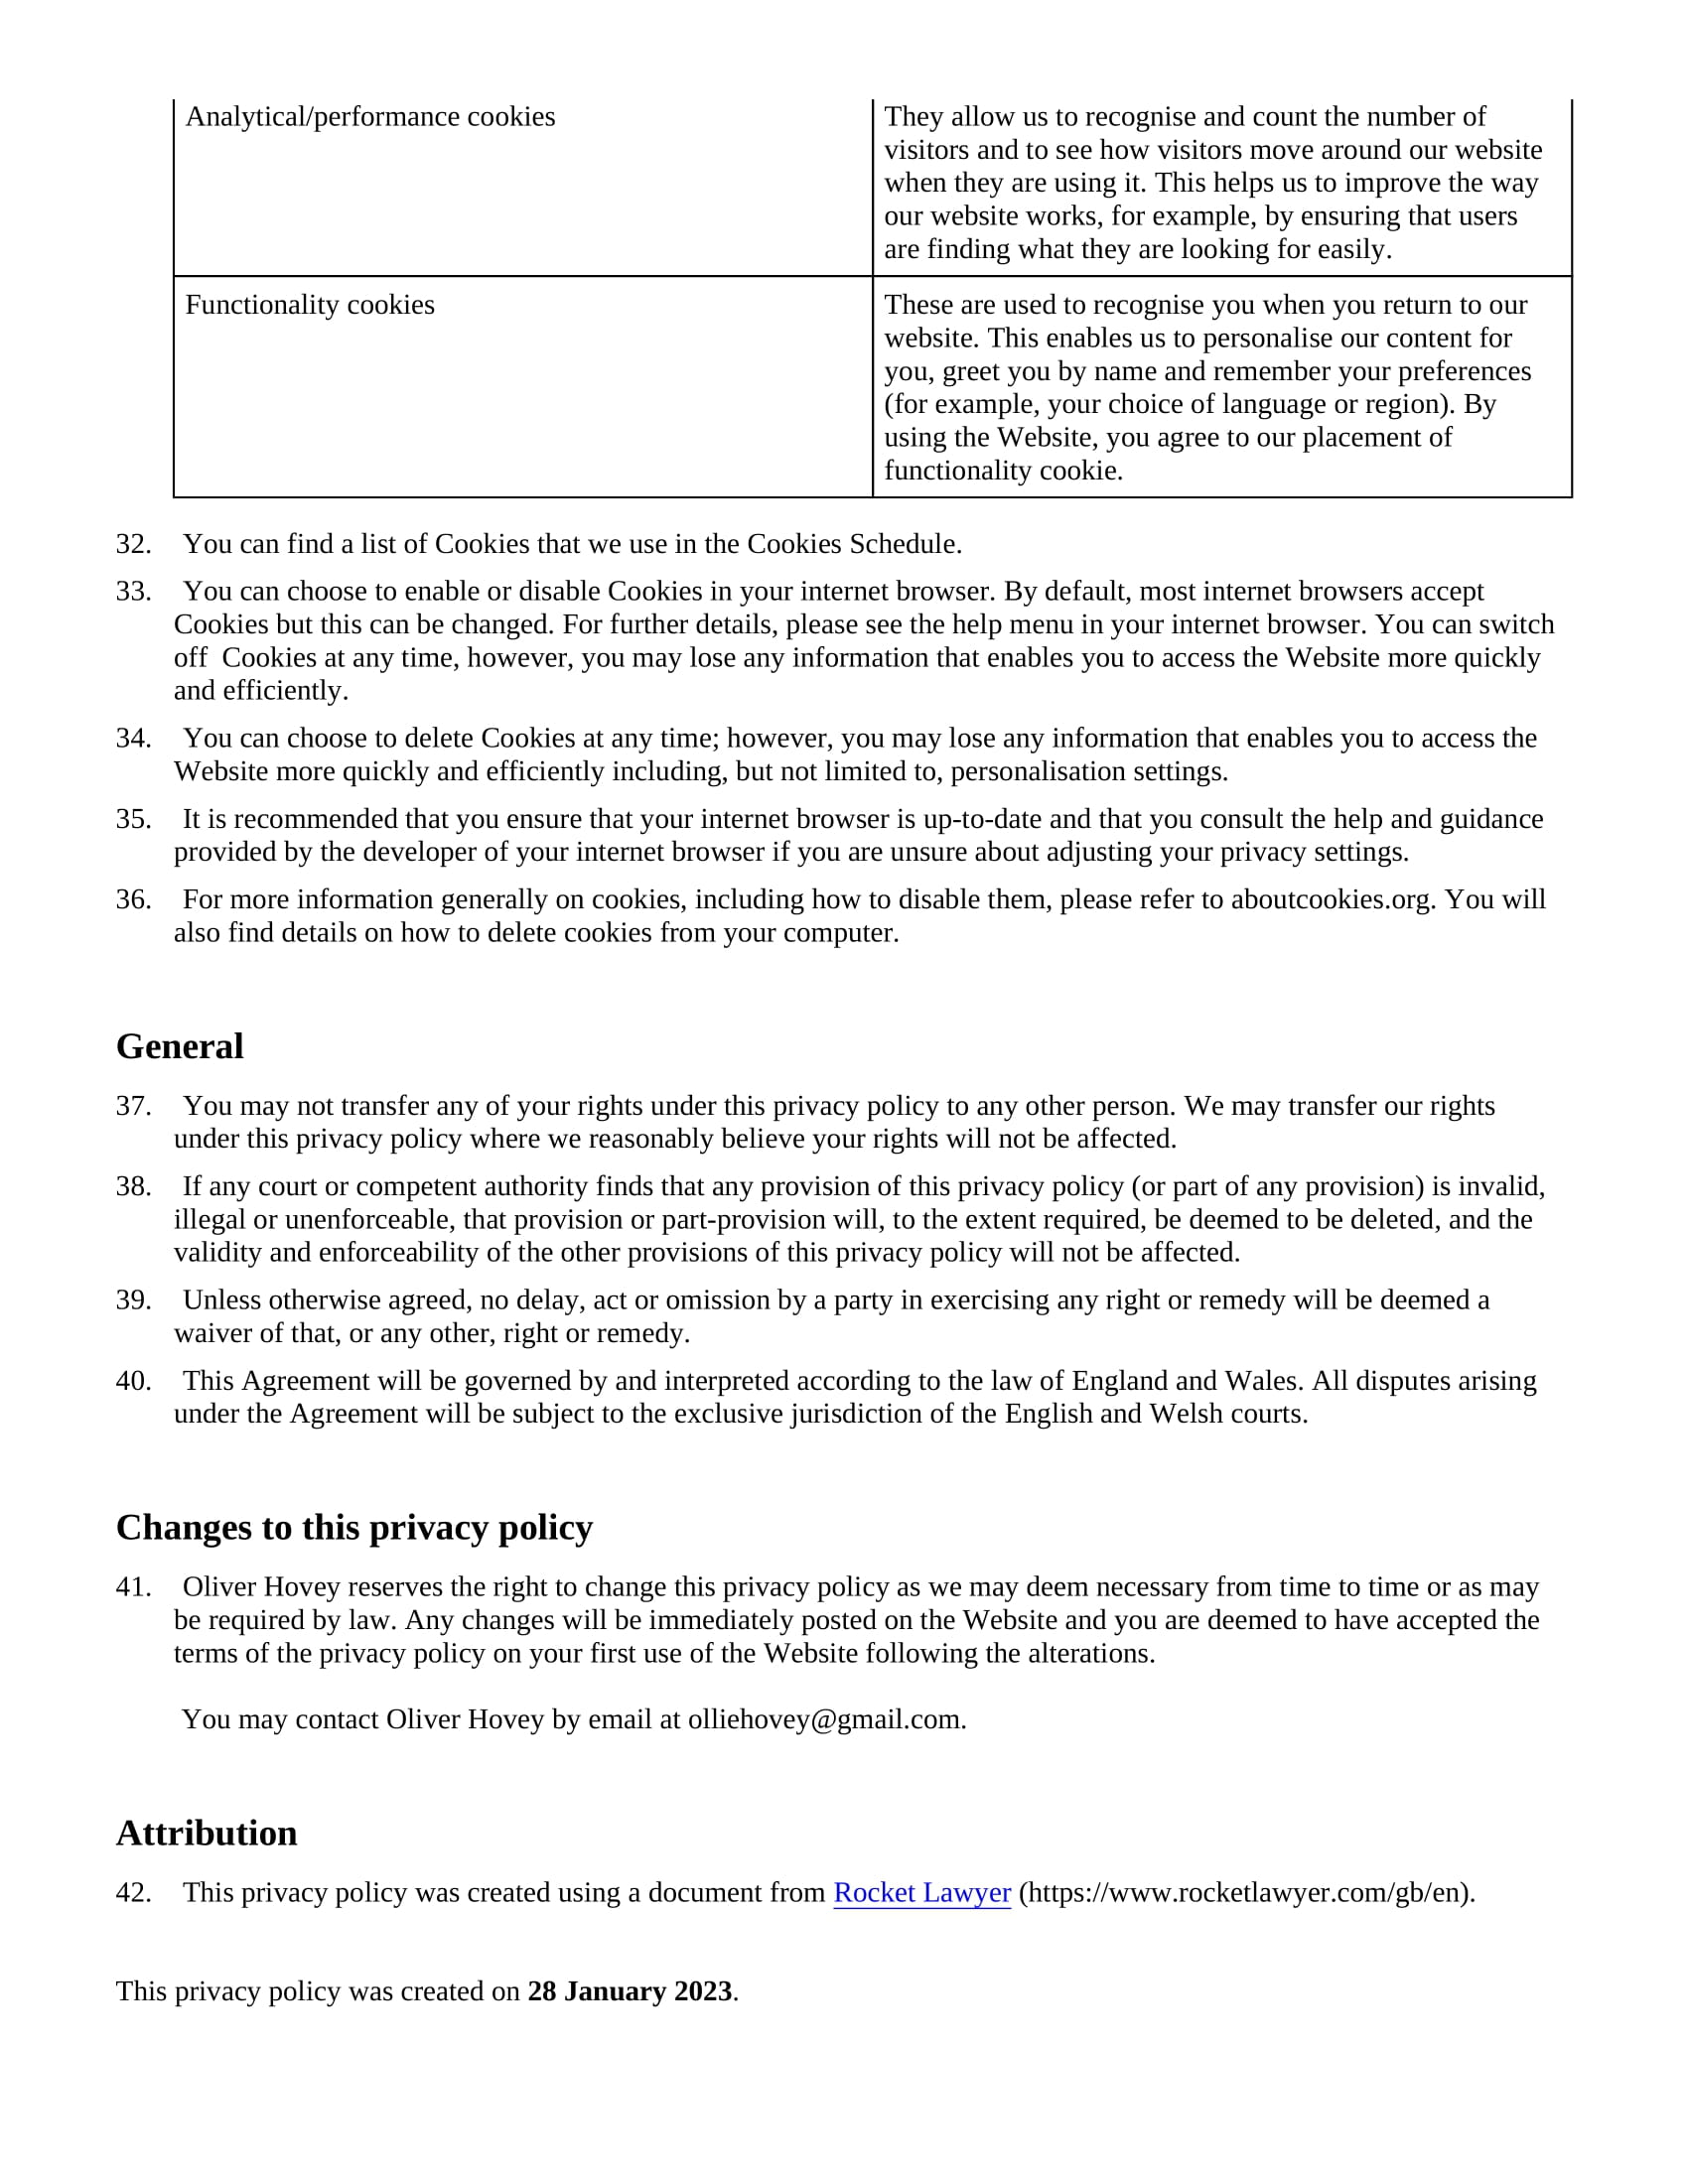 Analytical/performance cookies
They allow us to recognise and count the number of
visitors and to see how visitors move around our website
when they are using it. This helps us to improve the way
our website works, for example, by ensuring that users
are finding what they are looking for easily.
Functionality cookies
These are used to recognise you when you return to our
website. This enables us to personalise our content for
you, greet you by name and remember your preferences
(for example, your choice of language or region). By
using the Website, you agree to our placement of
functionality cookie.
32. You can find a list of Cookies that we use in the Cookies Schedule.
33. You can choose to enable or disable Cookies in your internet browser. By default, most internet browsers accept
Cookies but this can be changed. For further details, please see the help menu in your internet browser. You can switch
off  Cookies at any time, however, you may lose any information that enables you to access the Website more quickly
and efficiently.
34. You can choose to delete Cookies at any time; however, you may lose any information that enables you to access the
Website more quickly and efficiently including, but not limited to, personalisation settings.
35. It is recommended that you ensure that your internet browser is up-to-date and that you consult the help and guidance
provided by the developer of your internet browser if you are unsure about adjusting your privacy settings.
36. For more information generally on cookies, including how to disable them, please refer to aboutcookies.org. You will
also find details on how to delete cookies from your computer.
General
37. You may not transfer any of your rights under this privacy policy to any other person. We may transfer our rights
under this privacy policy where we reasonably believe your rights will not be affected.
38. If any court or competent authority finds that any provision of this privacy policy (or part of any provision) is invalid,
illegal or unenforceable, that provision or part-provision will, to the extent required, be deemed to be deleted, and the
validity and enforceability of the other provisions of this privacy policy will not be affected.
39. Unless otherwise agreed, no delay, act or omission by a party in exercising any right or remedy will be deemed a
waiver of that, or any other, right or remedy.
40. This Agreement will be governed by and interpreted according to the law of England and Wales. All disputes arising
under the Agreement will be subject to the exclusive jurisdiction of the English and Welsh courts.
Changes to this privacy policy
41. Oliver Hovey reserves the right to change this privacy policy as we may deem necessary from time to time or as may
be required by law. Any changes will be immediately posted on the Website and you are deemed to have accepted the
terms of the privacy policy on your first use of the Website following the alterations.
You may contact Oliver Hovey by email at olliehovey@gmail.com.
Attribution
42. This privacy policy was created using a document from Rocket Lawyer (https://www.rocketlawyer.com/gb/en).
This privacy policy was created on 28 January 2023.